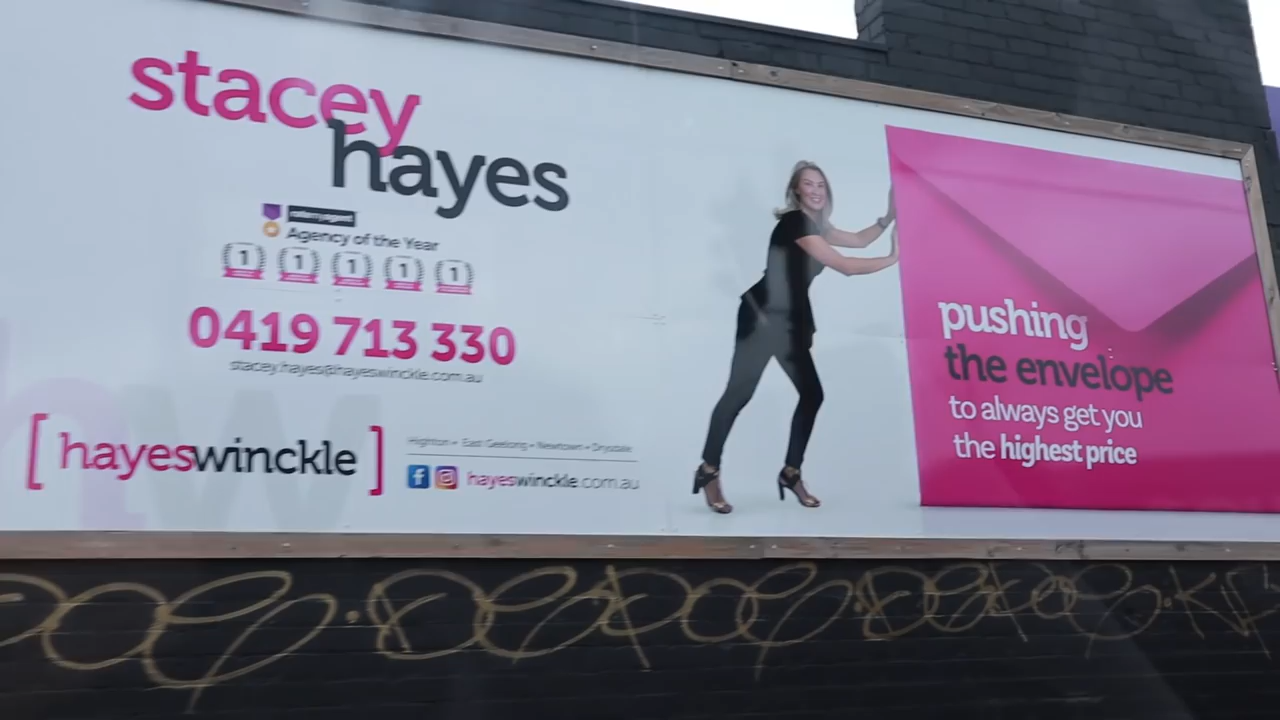 stacey
hayes
Agency of the Year
1 1 1 1 1
0419 713 330
stacey.hayes@hayeswinckle.com.au
[hayeswinckle]
Highton • East Geelong • Newtown • Drysdale
hayeswinckle.com.au
pushing
the envelope
to always get you
the highest price